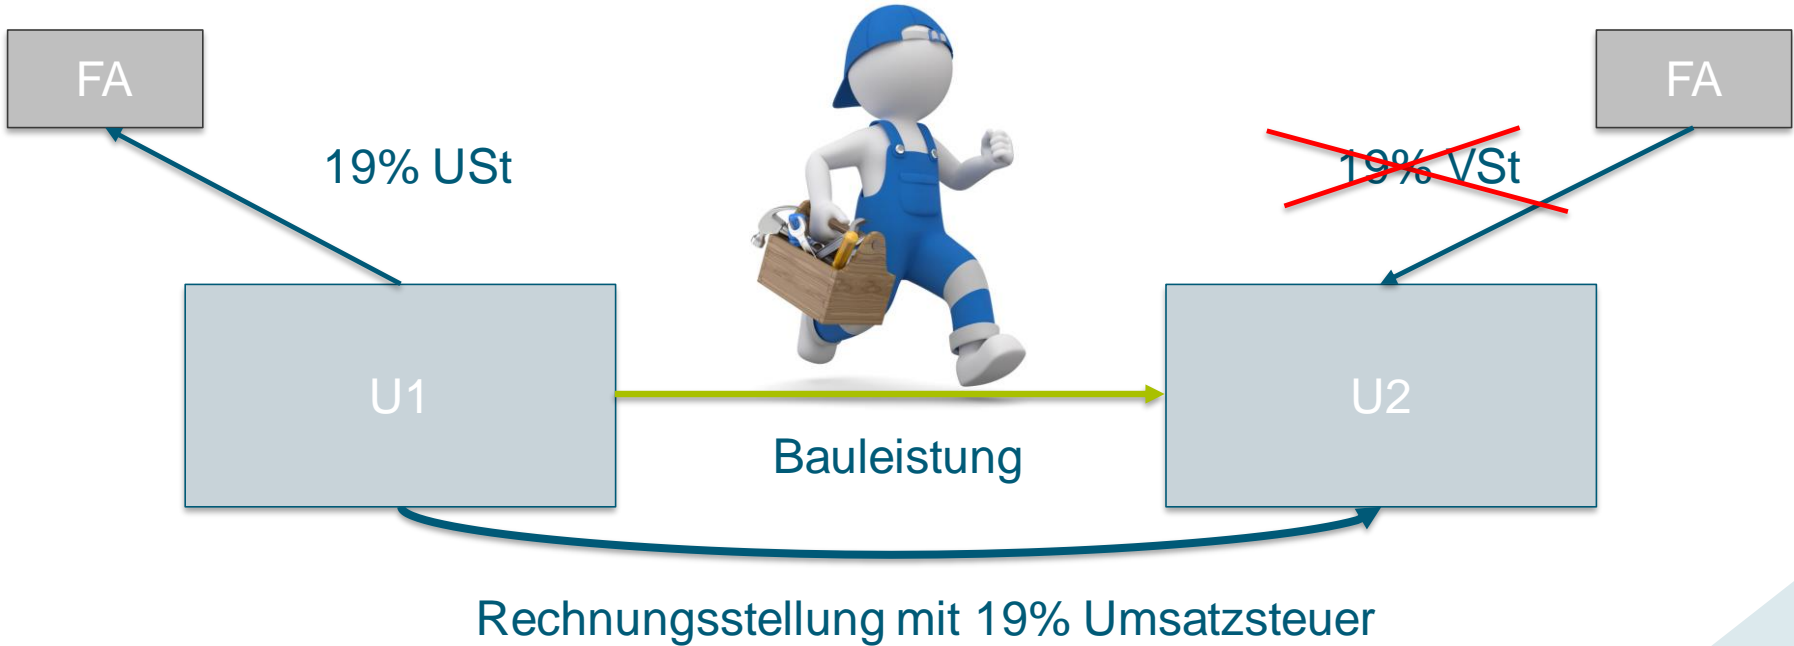 FA
FA
19% USt
19% VSt
U1
U2
Bauleistung
Rechnungsstellung mit 19% Umsatzsteuer